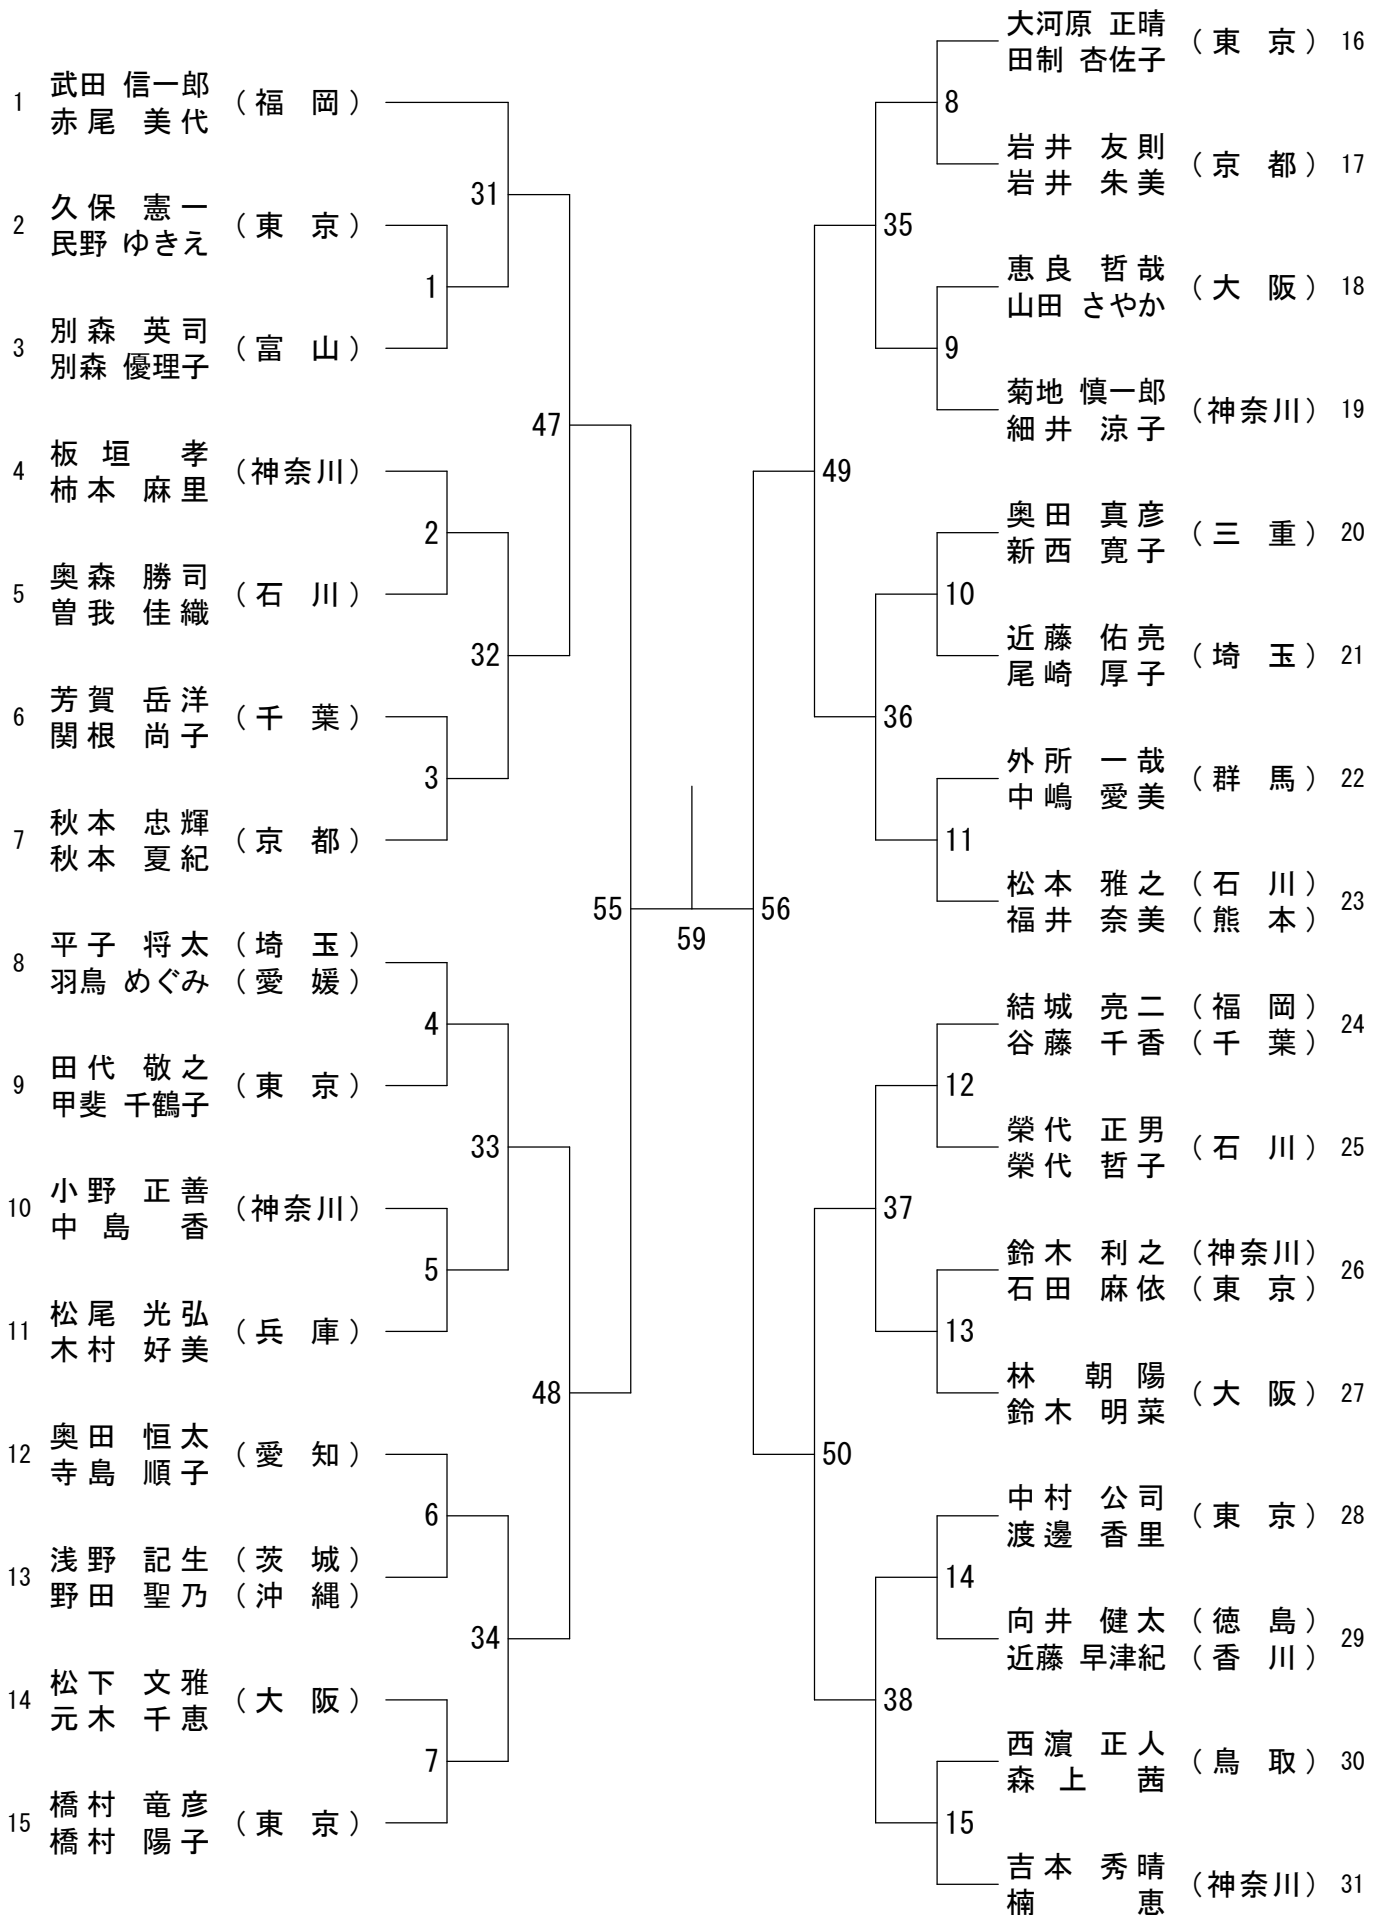 1 武田 信一郎 (福岡)
赤尾 美代
2 久保 憲一 (東京)
民野 ゆきえ
3 別森 英司 (富山)
別森 優理子
4 板垣 孝 (神奈川)
柿本 麻里
5 奥森 勝司 (石川)
曽我 佳織
6 芳賀 岳洋 (千葉)
関根 尚子
7 秋本 忠輝 (京都)
秋本 夏紀
8 平子 将太 (埼玉)
羽鳥 めぐみ (愛媛)
9 田代 敬之 (東京)
甲斐 千鶴子
10 小野 正善 (神奈川)
中島 香
11 松尾 光弘 (兵庫)
木村 好美
12 奥田 恒太 (愛知)
寺島 順子
13 浅野 記生 (茨城)
野田 聖乃 (沖縄)
14 松下 文雅 (大阪)
元木 千恵
15 橋村 竜彦 (東京)
橋村 陽子
1
2
3
4
5
6
7
31
32
33
34
47
48
55
59
56
49
50
35
36
37
38
8
9
10
11
12
13
14
15
大河原 正晴 (東京) 16
田制 杏佐子
岩井 友則 (京都) 17
岩井 朱美
恵良 哲哉 (大阪) 18
山田 さやか
菊地 慎一郎 (神奈川) 19
細井 涼子
奥田 真彦 (三重) 20
新西 寛子
近藤 佑亮 (埼玉) 21
尾崎 厚子
外所 一哉 (群馬) 22
中嶋 愛美
松本 雅之 (石川) 23
福井 奈美 (熊本)
結城 亮二 (福岡) 24
谷藤 千香 (千葉)
榮代 正男 (石川) 25
榮代 哲子
鈴木 利之 (神奈川) 26
石田 麻依 (東京)
林 朝陽 (大阪) 27
鈴木 明菜
中村 公司 (東京) 28
渡邊 香里
向井 健太 (徳島) 29
近藤 早津紀 (香川)
西濵 正人 (鳥取) 30
森上 茜
吉本 秀晴 (神奈川) 31
楠 恵